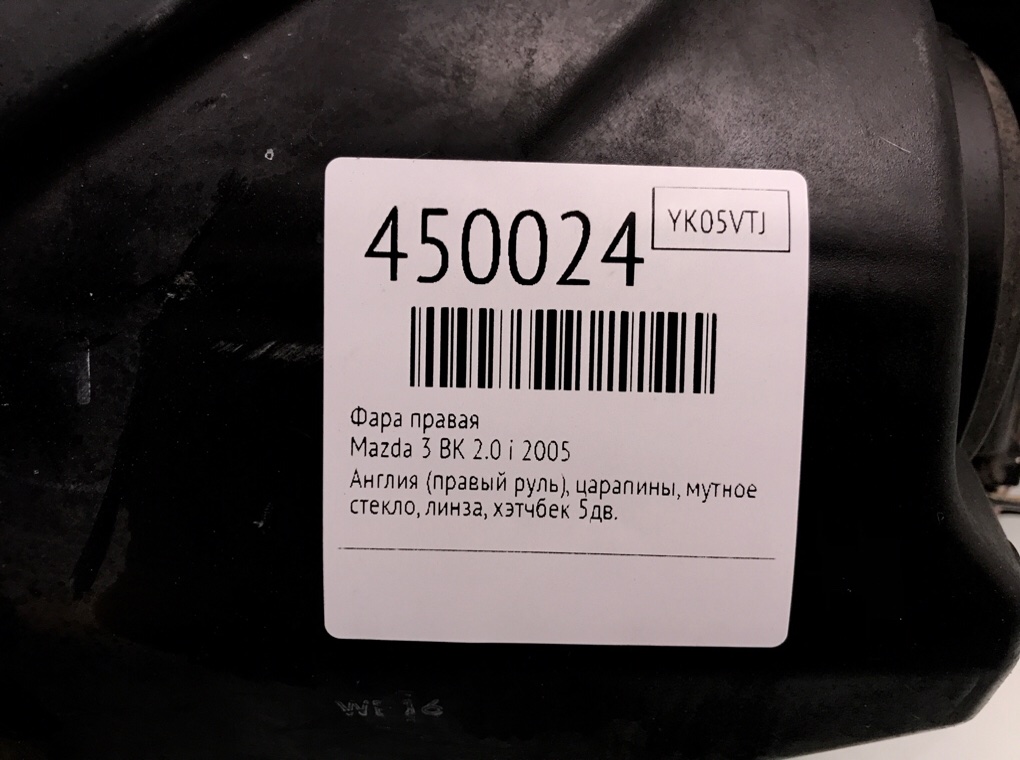 450024
YK05VTJ
Фара правая
Mazda 3 BK 2.0 i 2005
Англия (правый руль), царапины, мутное
стекло, линза, хэтчбек 5дв.